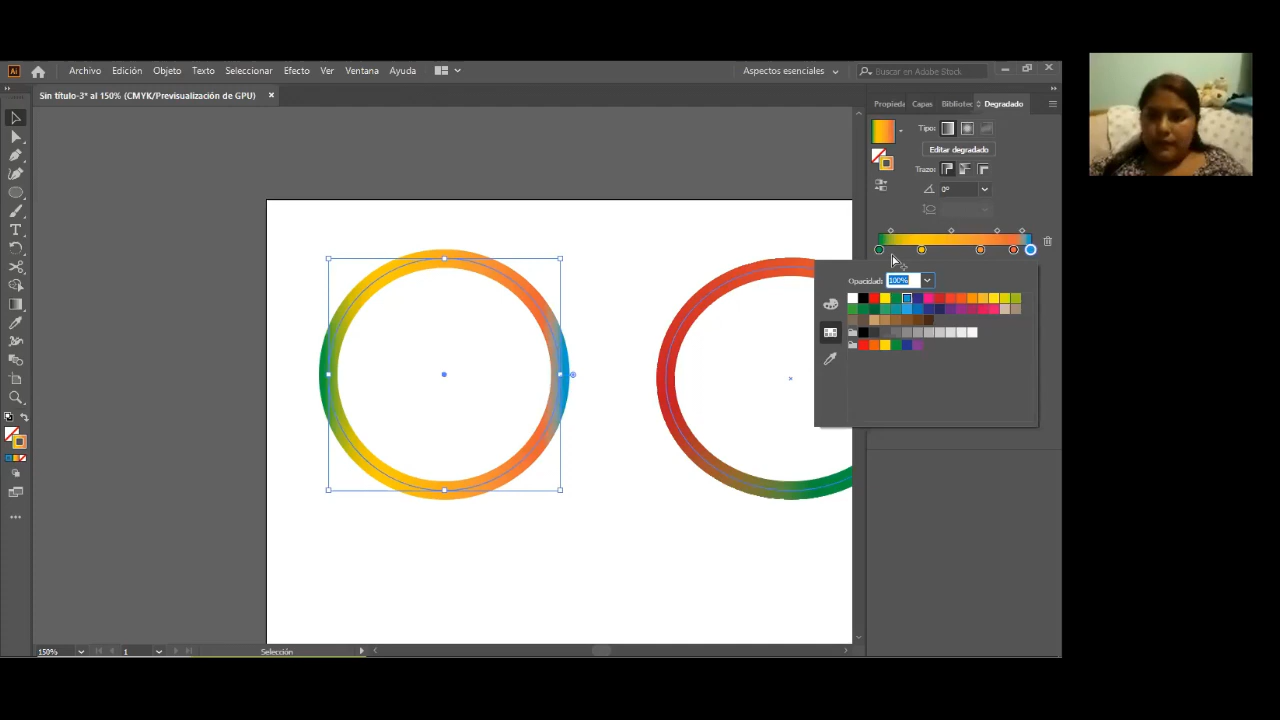 Ai Archivo Edición Objeto Texto Seleccionar Efecto Ver Ventana Ayuda Aspectos esenciales Buscar en Adobe Stock
Sin título-3* al 150% (CMYK/Previsualización de GPU)
Propieda Capas Bibliotec Degradado
Tipo:
Editar degradado
Trazo:
0°
Opacidad: 100%
150% 1 Selección